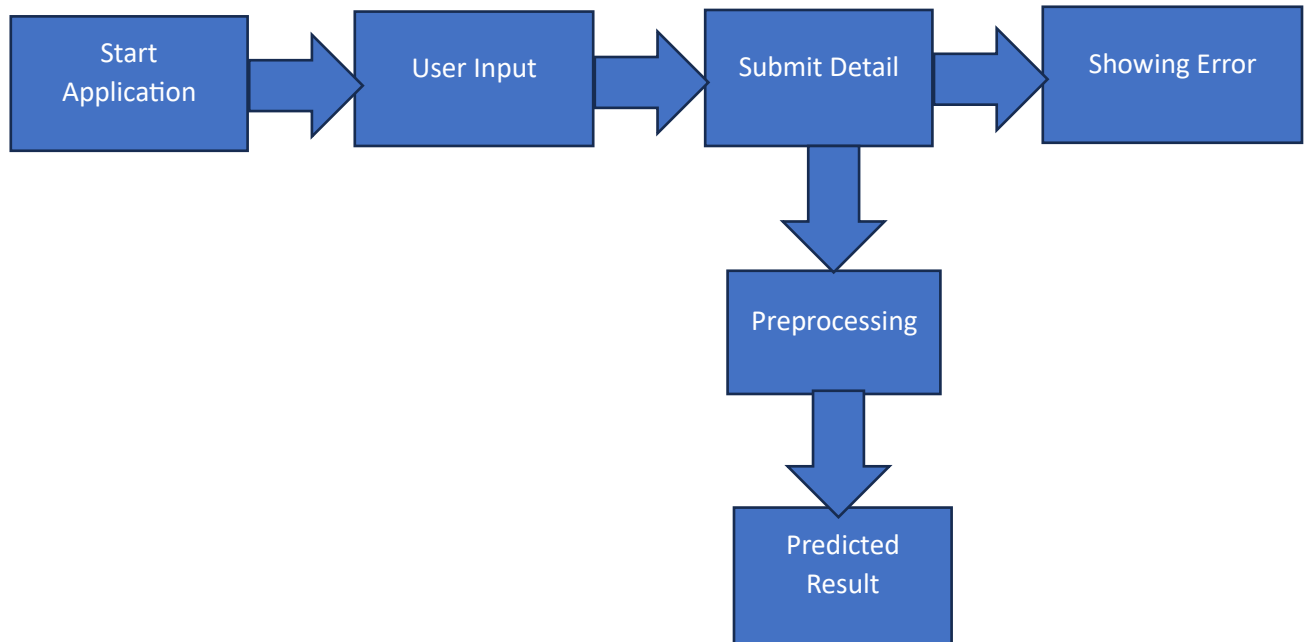 Start
Application
User Input
Submit Detail
Showing Error
Preprocessing
Predicted
Result